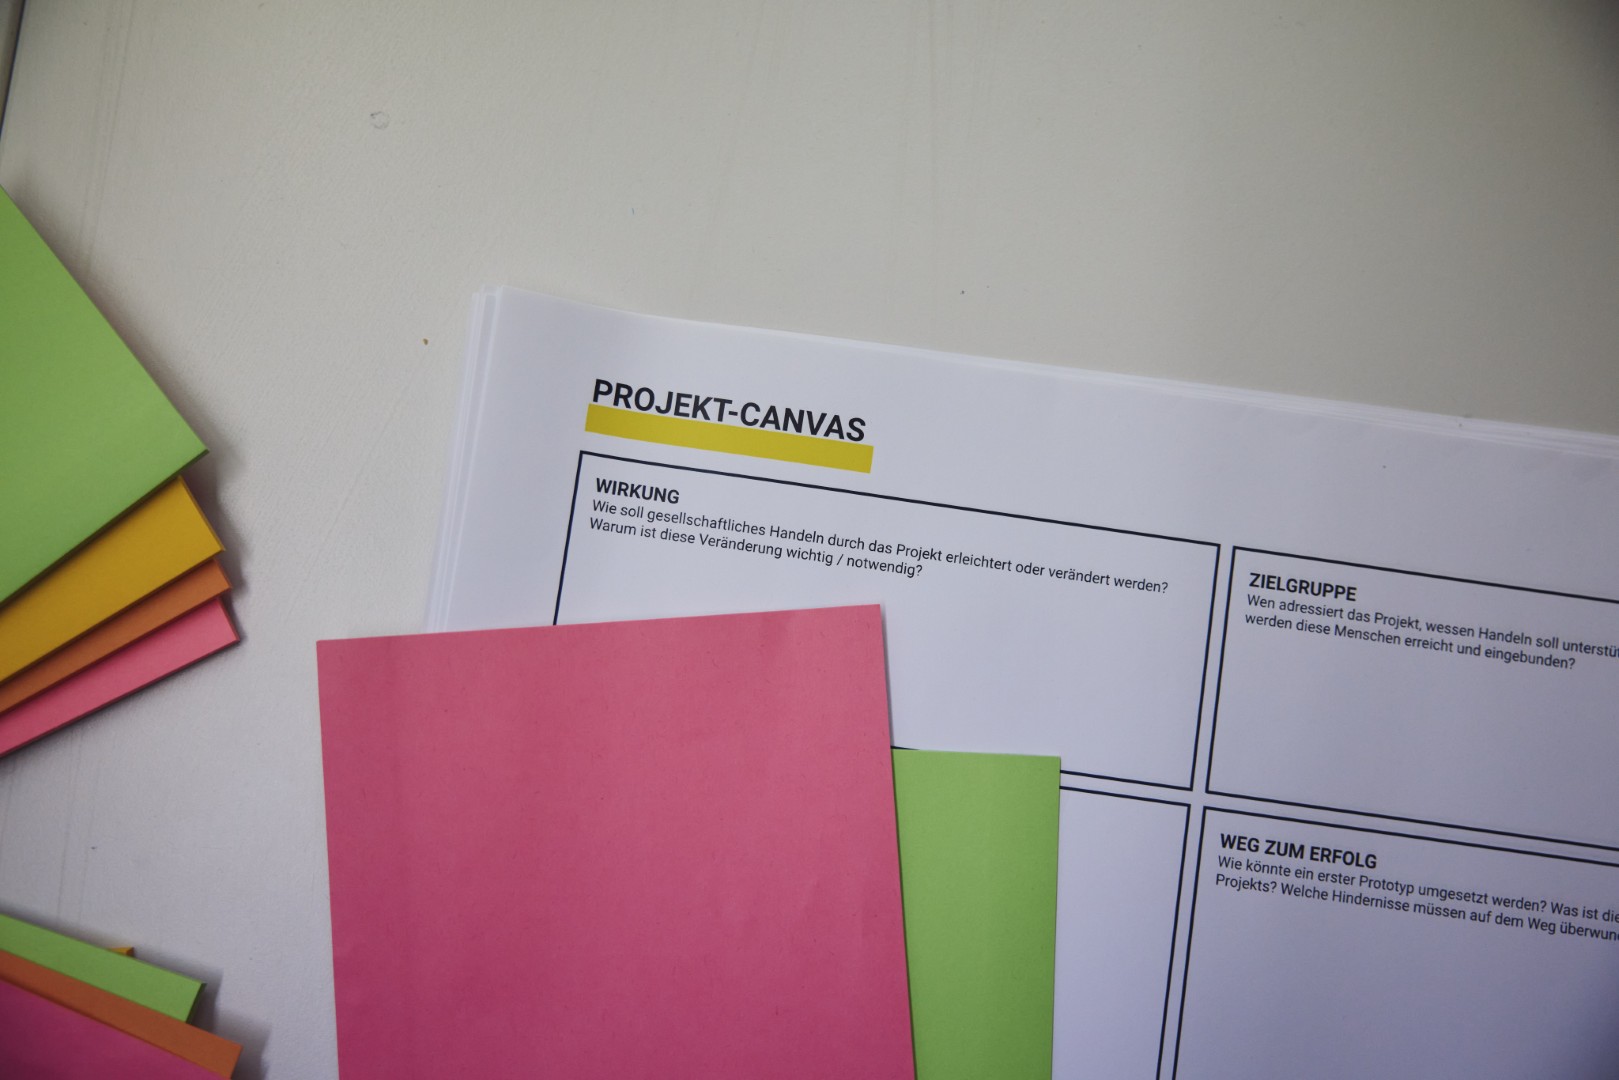 PROJEKT-CANVAS
WIRKUNG
Wie soll gesellschaftliches Handeln durch das Projekt erleichtert oder verändert werden?
Warum ist diese Veränderung wichtig / notwendig?
ZIELGRUPPE
Wen adressiert das Projekt, wessen Handeln soll
werden diese Menschen erreicht und eingebunden?
WEG ZUM ERFOLG
Wie könnte ein erster Prototyp umgesetzt werden? Was ist die
Projekts? Welche Hindernisse müssen auf dem Weg